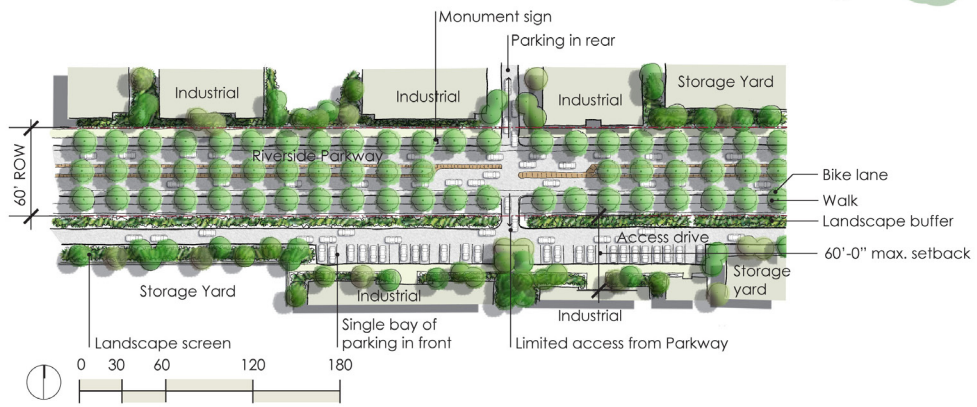 Monument sign
Parking in rear
Industrial
Industrial
Industrial
Storage Yard
Riverside Parkway
60' ROW
Bike lane
Walk
Landscape buffer
Access drive
60'-0" max. setback
Storage Yard
Industrial
Storage
yard
Industrial
Single bay of
parking in front
Limited access from Parkway
Landscape screen
0 30 60 120 180